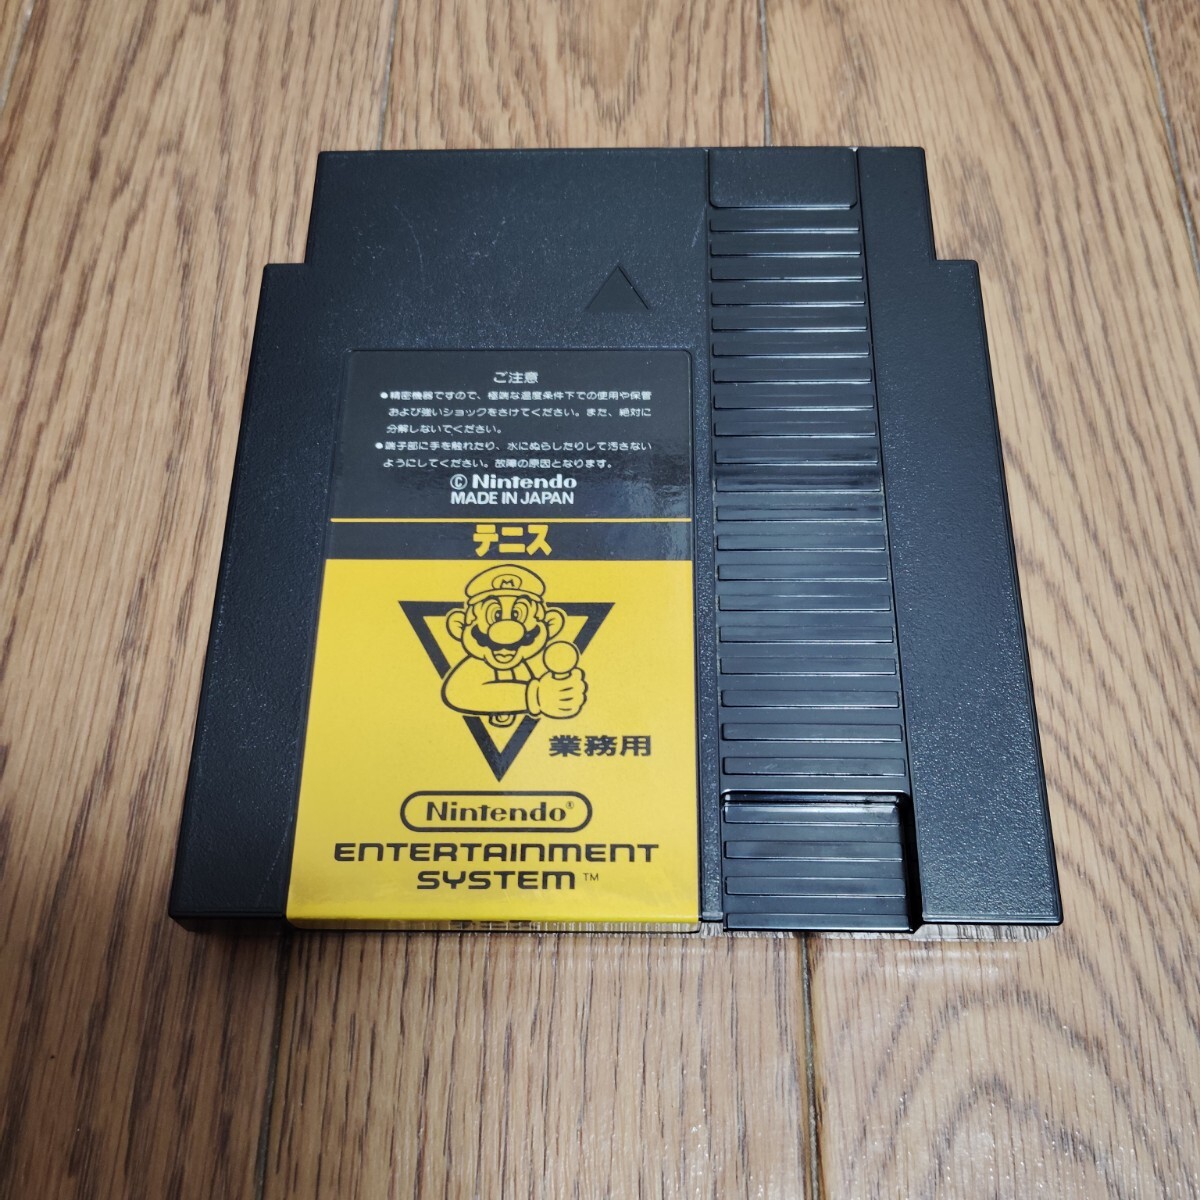 ご注意
●精密機器ですので、極端な温度条件下での使用や保管
および強いショックをさけてください。また、絶対に
分解しないでください。
●端子部に手を触れたり、水にぬらしたりして汚さない
ようにしてください。故障の原因となります。
© Nintendo
MADE IN JAPAN
テニス
M
業務用
Nintendo®
ENTERTAINMENT
SYSTEM™